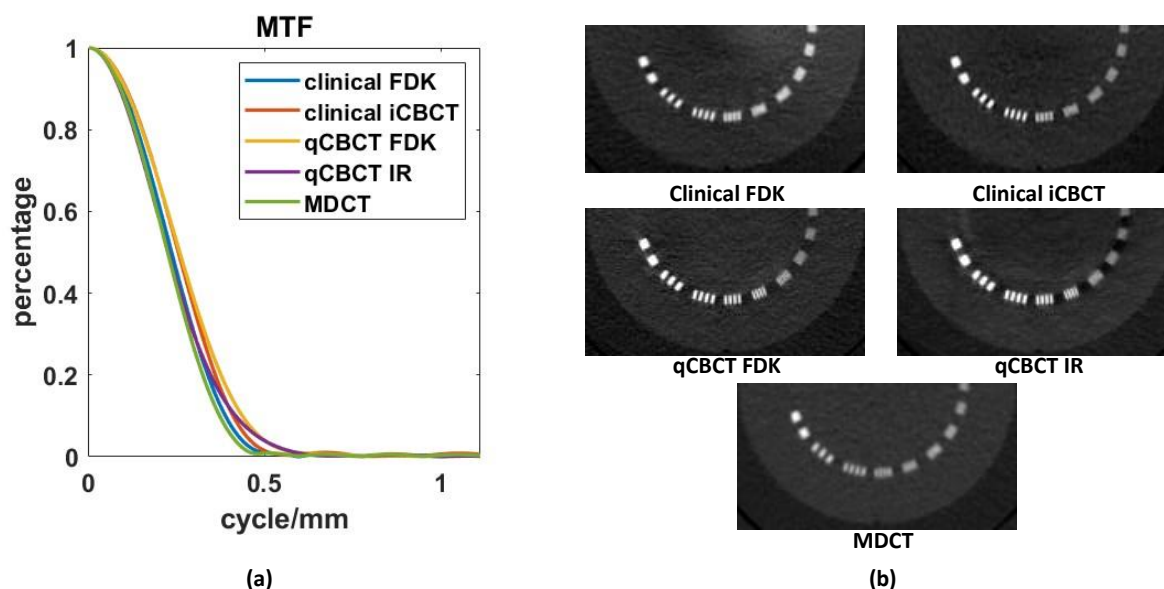 MTF
1
0.8
0.6
0.4
0.2
0
percentage
0
0.5
1
cycle/mm
clinical FDK
clinical iCBCT
qCBCT FDK
qCBCT IR
MDCT
(a)
Clinical FDK
Clinical iCBCT
qCBCT FDK
qCBCT IR
MDCT
(b)